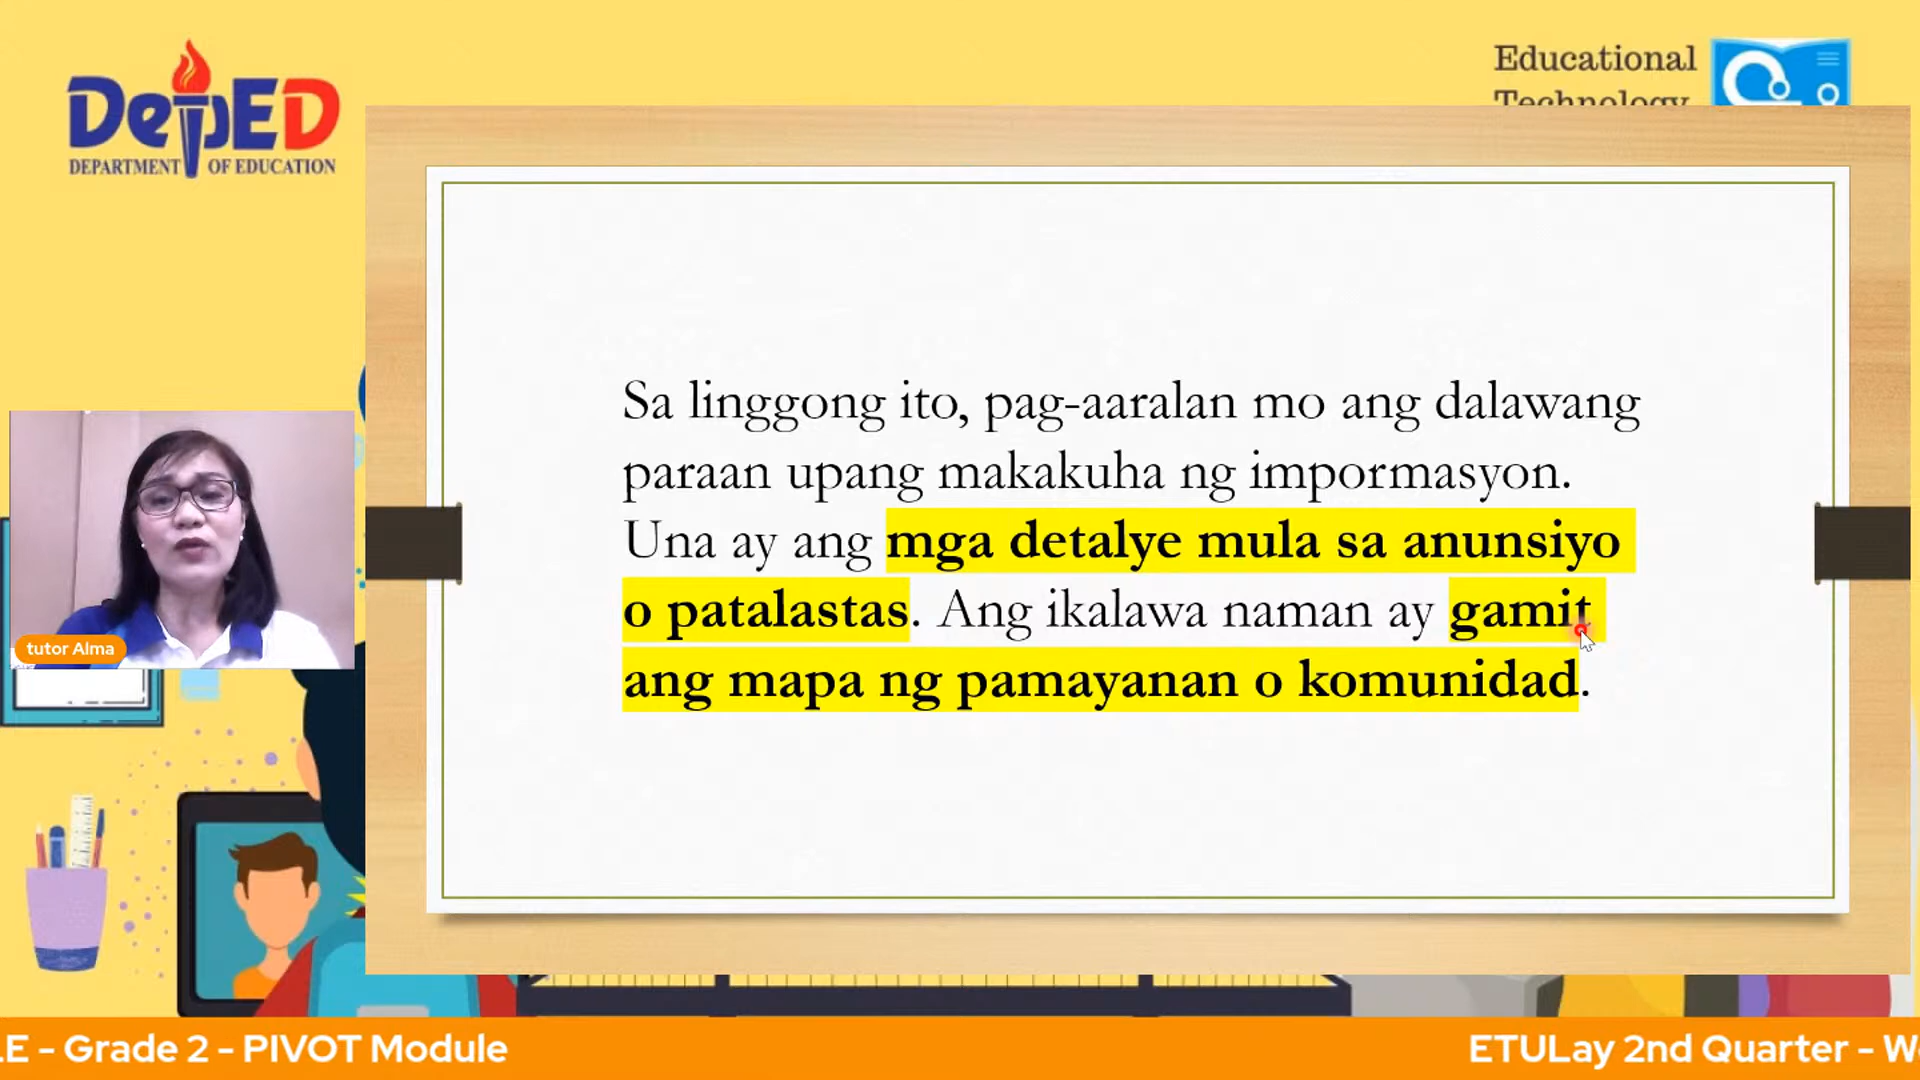 DepED
DEPARTMENT OF EDUCATION
Educational
Technology
Sa linggong ito, pag-aaralan mo ang dalawang
paraan upang makakuha ng impormasyon.
Una ay ang mga detalye mula sa anunsiyo
o patalastas. Ang ikalawa naman ay gamit
ang mapa ng pamayanan o komunidad.
tutor Alma
.E - Grade 2 - PIVOT Module
ETULay 2nd Quarter -